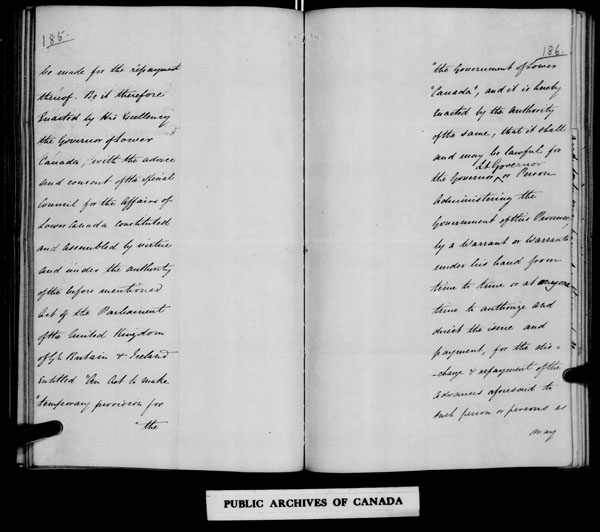 185.
be made for the repayment
thereof. Be it therefore
Enacted by His Excellency
the Governor of Lower
Canada, with the advice
and consent of the Special
Council for the Affairs of
Lower Canada constituted
and assembled by virtue
and under the authority
of the before mentioned
Act of the Parliament
of the United Kingdom
of Gt Britain & Ireland
Entitled "An Act to make
"temporary provision for
"the
186.
"the Government of Lower
"Canada", and it is hereby
Enacted by the Authority
of the same, that it shall
and may be lawful for
Lt Governor
the Governor, or Person
Administering the
Government of this Province,
by a Warrant or Warrants
under his hand from
time to time or at any one
time to authorize and
direct the issue and
payment, for the dis=
-charge & repayment of the
Advances aforesaid to
such person or persons as
may
PUBLIC ARCHIVES OF CANADA